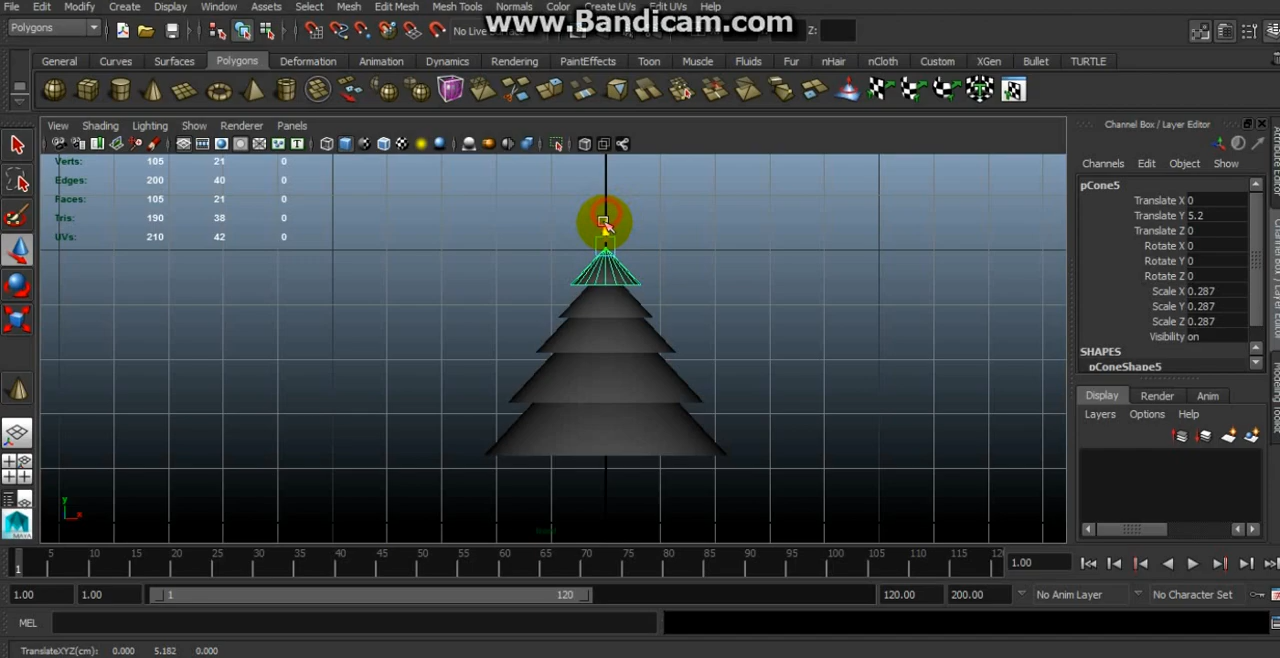 File Edit Modify Create Display Window Assets Select Mesh Edit Mesh Mesh Tools Normals Color Create UVs Edit UVs Help
www.Bandicam.com
Polygons No Live Z:
General Curves Surfaces Polygons Deformation Animation Dynamics Rendering PaintEffects Toon Muscle Fluids Fur nHair nCloth Custom XGen Bullet TURTLE
View Shading Lighting Show Renderer Panels
Channel Box / Layer Editor
Channels Edit Object Show
Verts: 105 21 0
Edges: 200 40 0
Faces: 105 21 0
Tris: 190 38 0
UVs: 210 42 0
pCone5
Translate X 0
Translate Y 5.2
Translate Z 0
Rotate X 0
Rotate Y 0
Rotate Z 0
Scale X 0.287
Scale Y 0.287
Scale Z 0.287
Visibility on
SHAPES
pConeShape5
Display Render Anim
Layers Options Help
y
x
5 10 15 20 25 30 35 40 45 50 55 60 65 70 75 80 85 90 95 100 105 110 115 120
1
1.00
1.00 1.00 1 120 120.00 200.00 No Anim Layer No Character Set
MEL
TranslateXYZ(cm): 0.000 5.182 0.000